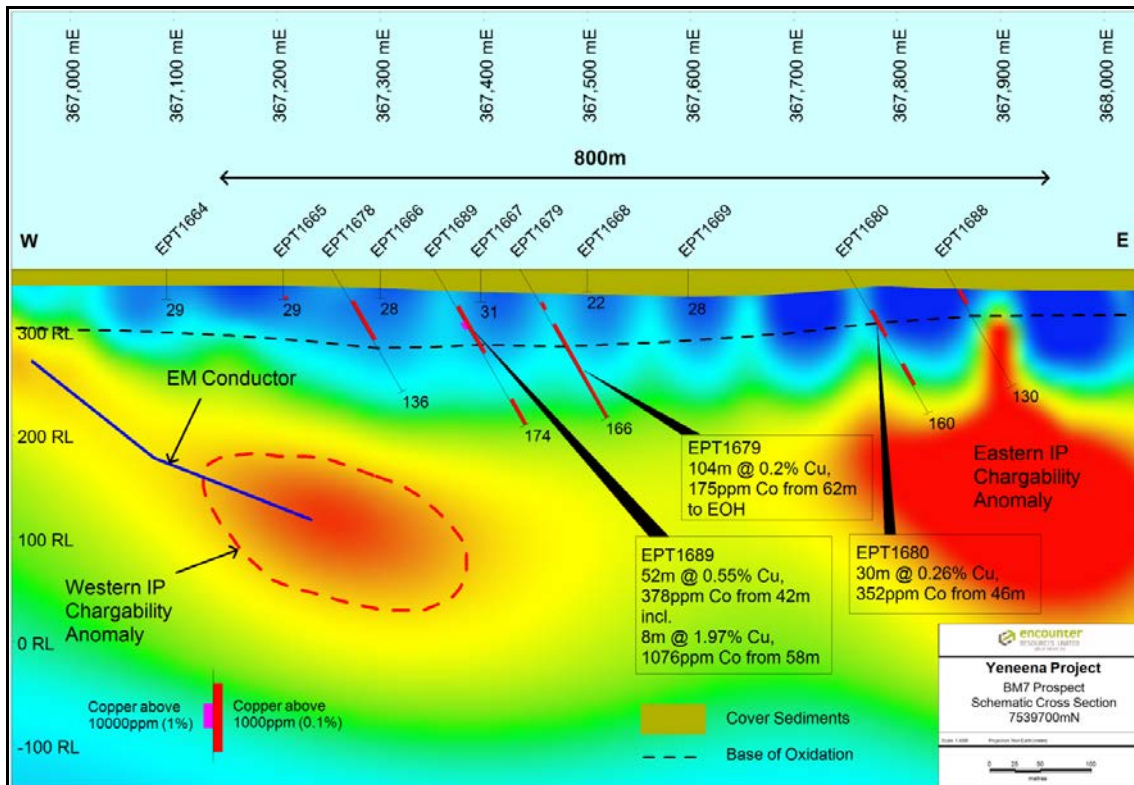 367,000 mE
367,100 mE
367,200 mE
367,300 mE
367,400 mE
367,500 mE
367,600 mE
367,700 mE
367,800 mE
367,900 mE
368,000 mE
800m
EPT1664
EPT1665
EPT1678
EPT1666
EPT1689
EPT1667
EPT1679
EPT1668
EPT1669
EPT1680
EPT1688
W
E
29
29
28
31
22
28
136
174
166
160
130
300 RL
200 RL
100 RL
0 RL
-100 RL
EM Conductor
Western IP
Chargability
Anomaly
Eastern IP
Chargability
Anomaly
EPT1679
104m @ 0.2% Cu,
175ppm Co from 62m
to EOH
EPT1689
52m @ 0.55% Cu,
378ppm Co from 42m
incl.
8m @ 1.97% Cu,
1076ppm Co from 58m
EPT1680
30m @ 0.26% Cu,
352ppm Co from 46m
Copper above
10000ppm (1%)
Copper above
1000ppm (0.1%)
Cover Sediments
Base of Oxidation
encounter
RESOURCES LIMITED
Yeneena Project
BM7 Prospect
Schematic Cross Section
7539700mN
0 25 50 100
metres